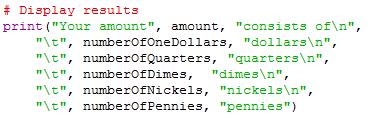 # Display results
print("Your amount", amount, "consists of\n",
    "\t", numberOfOneDollars, "dollars\n",
    "\t", numberOfQuarters, "quarters\n",
    "\t", numberOfDimes,  "dimes\n",
    "\t", numberOfNickels, "nickels\n",
    "\t", numberOfPennies, "pennies")